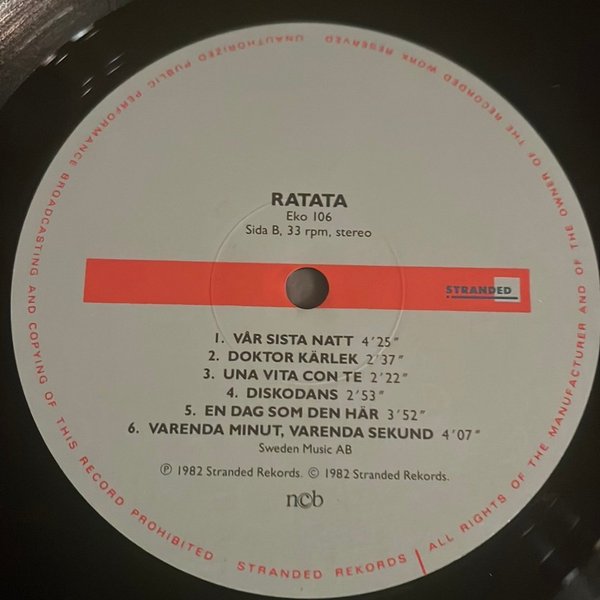 RATATA
Eko 106
Sida B, 33 rpm, stereo
STRANDED
1. VÅR SISTA NATT 4'25"
2. DOKTOR KÄRLEK 2'37"
3. UNA VITA CON TE 2'22"
4. DISKODANS 2'53"
5. EN DAG SOM DEN HÄR 3'52"
6. VARENDA MINUT, VARENDA SEKUND 4'07"
Sweden Music AB
Ⓟ 1982 Stranded Rekords. © 1982 Stranded Rekords.
ncb
ALL RIGHTS OF THE MANUFACTURER AND OF THE OWNER OF THE RECORDED WORK RESERVED UNAUTHORIZED PUBLIC PERFORMANCE BROADCASTING AND COPYING OF THIS RECORD PROHIBITED · STRANDED REKORDS